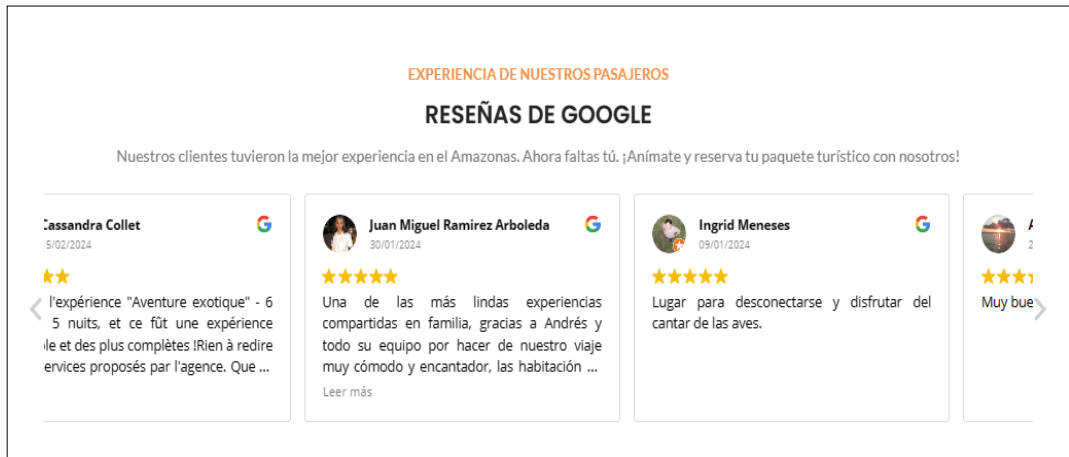 EXPERIENCIA DE NUESTROS PASAJEROS
RESEÑAS DE GOOGLE
Nuestros clientes tuvieron la mejor experiencia en el Amazonas. Ahora faltas tú. ¡Anímate y reserva tu paquete turístico con nosotros!
Cassandra Collet
5/02/2024
l'expérience "Aventure exotique" - 6
5 nuits, et ce fût une expérience
et des plus complètes !Rien à redire
proposés par l'agence. Que ...
Juan Miguel Ramirez Arboleda
30/01/2024
Una de las más lindas experiencias
compartidas en familia, gracias a Andrés y
todo su equipo por hacer de nuestro viaje
muy cómodo y encantador, las habitación ...
Leer más
Ingrid Meneses
09/01/2024
Lugar para desconectarse y disfrutar del
cantar de las aves.
Muy bue